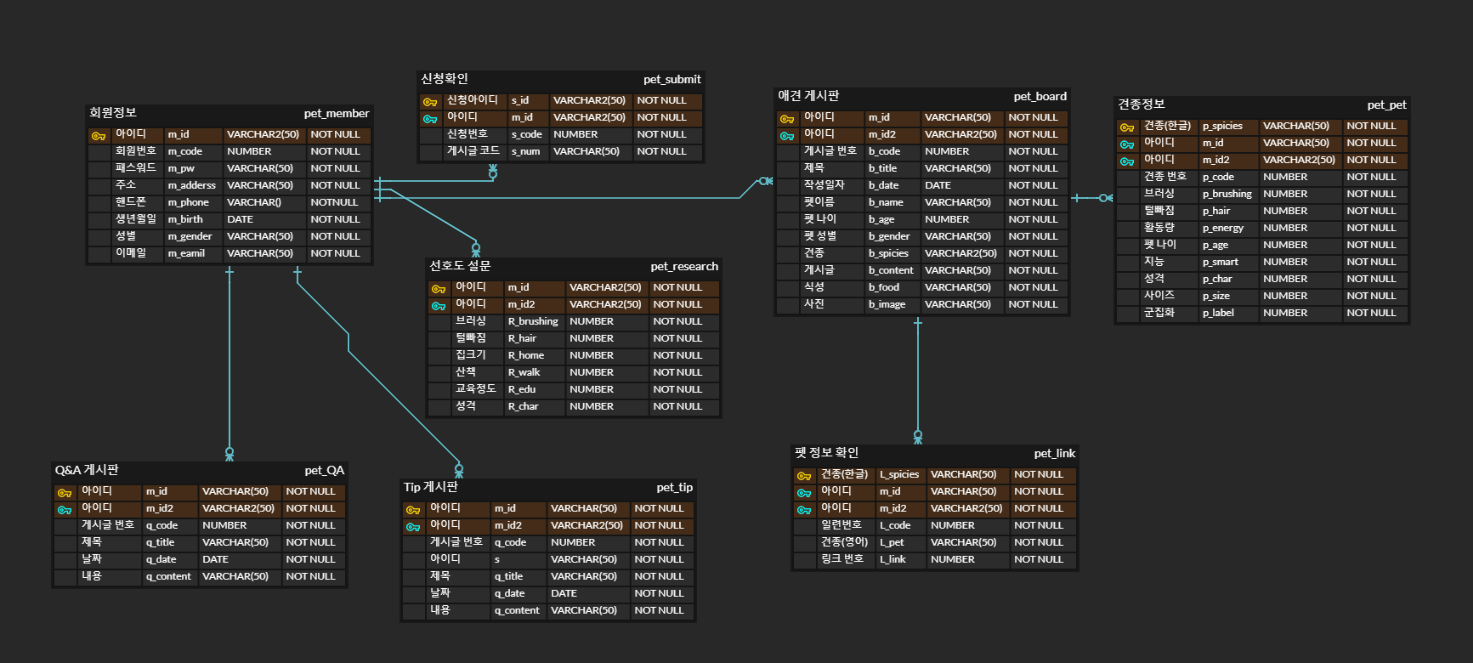 신청확인 pet_submit
신청아이디 s_id VARCHAR2(50) NOT NULL
아이디 m_id VARCHAR2(50) NOT NULL
신청번호 s_code NUMBER NOT NULL
게시글 코드 s_num VARCHAR(50) NOT NULL
회원정보 pet_member
아이디 m_id VARCHAR2(50) NOT NULL
회원번호 m_code NUMBER NOT NULL
패스워드 m_pw VARCHAR(50) NOT NULL
주소 m_adderss VARCHAR(50) NOT NULL
핸드폰 m_phone VARCHAR() NOTNULL
생년월일 m_birth DATE NOT NULL
성별 m_gender VARCHAR(50) NOT NULL
이메일 m_eamil VARCHAR(50) NOT NULL
애견 게시판 pet_board
아이디 m_id VARCHAR(50) NOT NULL
아이디 m_id2 VARCHAR2(50) NOT NULL
게시글 번호 b_code NUMBER NOT NULL
제목 b_title VARCHAR(50) NOT NULL
작성일자 b_date DATE NOT NULL
펫이름 b_name VARCHAR(50) NOT NULL
펫 나이 b_age NUMBER NOT NULL
펫 성별 b_gender VARCHAR(50) NOT NULL
견종 b_spicies VARCHAR2(50) NOT NULL
게시글 b_content VARCHAR(50) NOT NULL
식성 b_food VARCHAR(50) NOT NULL
사진 b_image VARCHAR(50) NOT NULL
견종정보 pet_pet
견종(한글) p_spicies VARCHAR(50) NOT NULL
아이디 m_id VARCHAR(50) NOT NULL
아이디 m_id2 VARCHAR2(50) NOT NULL
견종 번호 p_code NUMBER NOT NULL
브러싱 p_brushing NUMBER NOT NULL
털빠짐 p_hair NUMBER NOT NULL
활동량 p_energy NUMBER NOT NULL
펫 나이 p_age NUMBER NOT NULL
지능 p_smart NUMBER NOT NULL
성격 p_char NUMBER NOT NULL
사이즈 p_size NUMBER NOT NULL
군집화 p_label NUMBER NOT NULL
선호도 설문 pet_research
아이디 m_id VARCHAR2(50) NOT NULL
아이디 m_id2 VARCHAR2(50) NOT NULL
브러싱 R_brushing NUMBER NOT NULL
털빠짐 R_hair NUMBER NOT NULL
집크기 R_home NUMBER NOT NULL
산책 R_walk NUMBER NOT NULL
교육정도 R_edu NUMBER NOT NULL
성격 R_char NUMBER NOT NULL
Q&A 게시판 pet_QA
아이디 m_id VARCHAR(50) NOT NULL
아이디 m_id2 VARCHAR2(50) NOT NULL
게시글 번호 q_code NUMBER NOT NULL
제목 q_title VARCHAR(50) NOT NULL
날짜 q_date DATE NOT NULL
내용 q_content VARCHAR(50) NOT NULL
Tip 게시판 pet_tip
아이디 m_id VARCHAR(50) NOT NULL
아이디 m_id2 VARCHAR2(50) NOT NULL
게시글 번호 q_code NUMBER NOT NULL
아이디 s VARCHAR(50) NOT NULL
제목 q_title VARCHAR(50) NOT NULL
날짜 q_date DATE NOT NULL
내용 q_content VARCHAR(50) NOT NULL
펫 정보 확인 pet_link
견종(한글) L_spicies VARCHAR(50) NOT NULL
아이디 m_id VARCHAR(50) NOT NULL
아이디 m_id2 VARCHAR2(50) NOT NULL
일련번호 L_code NUMBER NOT NULL
견종(영어) L_pet VARCHAR(50) NOT NULL
링크 번호 L_link NUMBER NOT NULL